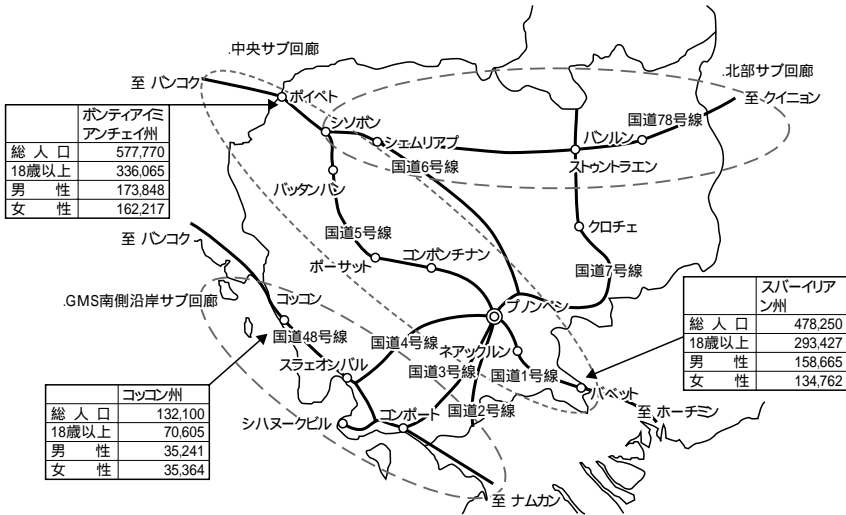 .中央サブ回廊
至 バンコク
.北部サブ回廊
ポイペト
至 クイニョン
ボンティアイミアンチェイ州
総人口 577,770
18歳以上 336,065
男性 173,848
女性 162,217
シソポン
シェムリアプ
国道6号線
バンルン
国道78号線
ストゥントラエン
バッタンバン
クロチェ
至 バンコク
国道5号線
ポーサット
コンポンチナン
国道7号線
.GMS南側沿岸サブ回廊
コッコン
プノンペン
スバーイリアン州
総人口 478,250
18歳以上 293,427
男性 158,665
女性 134,762
国道48号線
国道4号線
ネアックルン
国道3号線
国道1号線
スラェオンバル
バベット
国道2号線
至 ホーチミン
コッコン州
総人口 132,100
18歳以上 70,605
男性 35,241
女性 35,364
シハヌークビル
コンポート
至 ナムカン